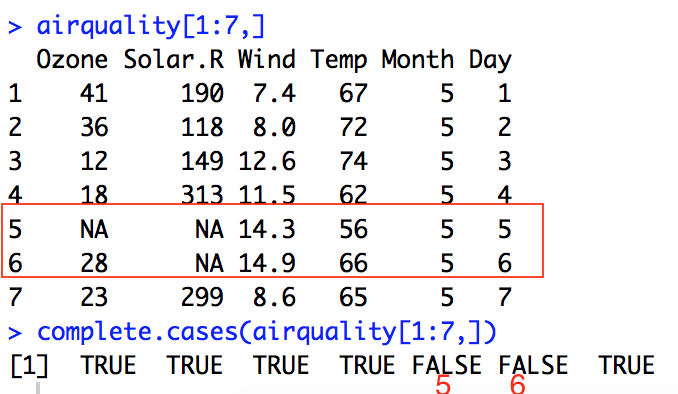 > airquality[1:7,]
  Ozone Solar.R Wind Temp Month Day
1    41     190  7.4   67     5   1
2    36     118  8.0   72     5   2
3    12     149 12.6   74     5   3
4    18     313 11.5   62     5   4
5    NA      NA 14.3   56     5   5
6    28      NA 14.9   66     5   6
7    23     299  8.6   65     5   7
> complete.cases(airquality[1:7,])
[1]  TRUE  TRUE  TRUE  TRUE FALSE FALSE  TRUE
5 6